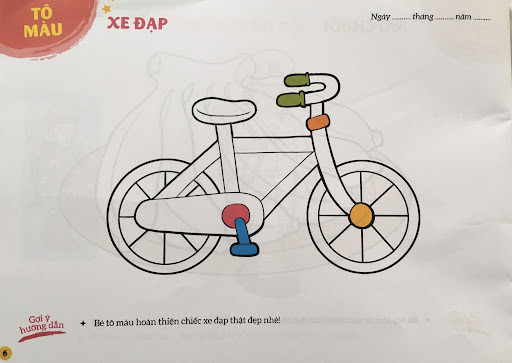 TÔ
MÀU
XE ĐẠP
Ngày ......... tháng ......... năm .........
Gợi ý
hướng dẫn
✦ Bé tô màu hoàn thiện chiếc xe đạp thật đẹp nhé!
6